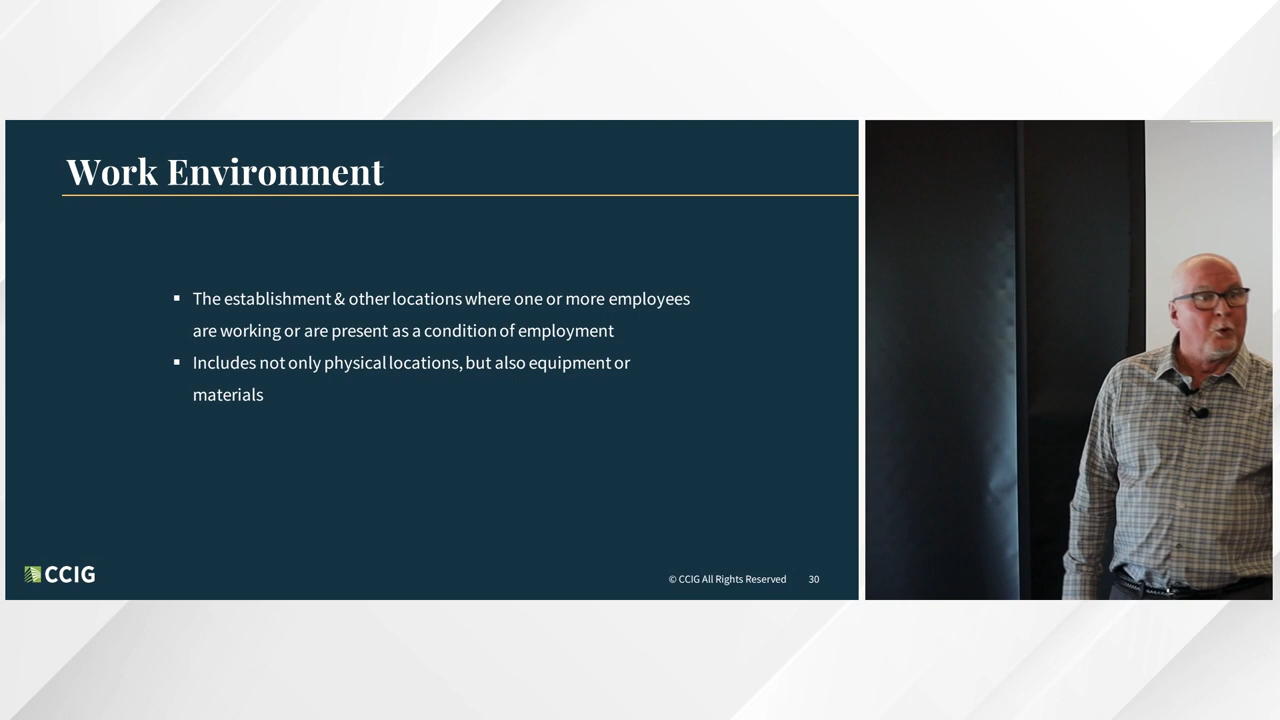 Work Environment
▪ The establishment & other locations where one or more employees
are working or are present as a condition of employment
▪ Includes not only physical locations, but also equipment or
materials
CCIG
© CCIG All Rights Reserved 30